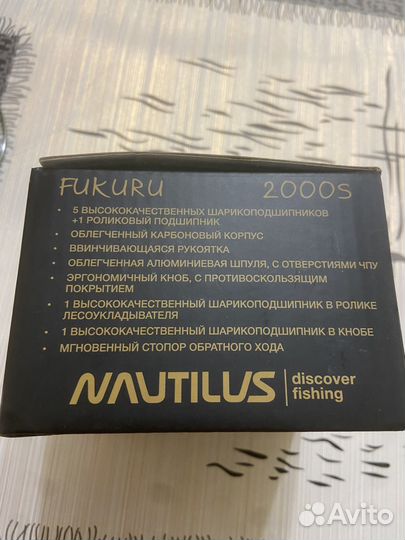 FUKURU 2000S
• 5 ВЫСОКОКАЧЕСТВЕННЫХ ШАРИКОПОДШИПНИКОВ
+1 РОЛИКОВЫЙ ПОДШИПНИК
• ОБЛЕГЧЕННЫЙ КАРБОНОВЫЙ КОРПУС
• ВВИНЧИВАЮЩАЯСЯ РУКОЯТКА
• ОБЛЕГЧЕННАЯ АЛЮМИНИЕВАЯ ШПУЛЯ, С ОТВЕРСТИЯМИ ЧПУ
• ЭРГОНОМИЧНЫЙ КНОБ, С ПРОТИВОСКОЛЬЗЯЩИМ
ПОКРЫТИЕМ
• 1 ВЫСОКОКАЧЕСТВЕННЫЙ ШАРИКОПОДШИПНИК В РОЛИКЕ
ЛЕСОУКЛАДЫВАТЕЛЯ
• 1 ВЫСОКОКАЧЕСТВЕННЫЙ ШАРИКОПОДШИПНИК В КНОБЕ
• МГНОВЕННЫЙ СТОПОР ОБРАТНОГО ХОДА
NAUTILUS
discover
fishing
Avito